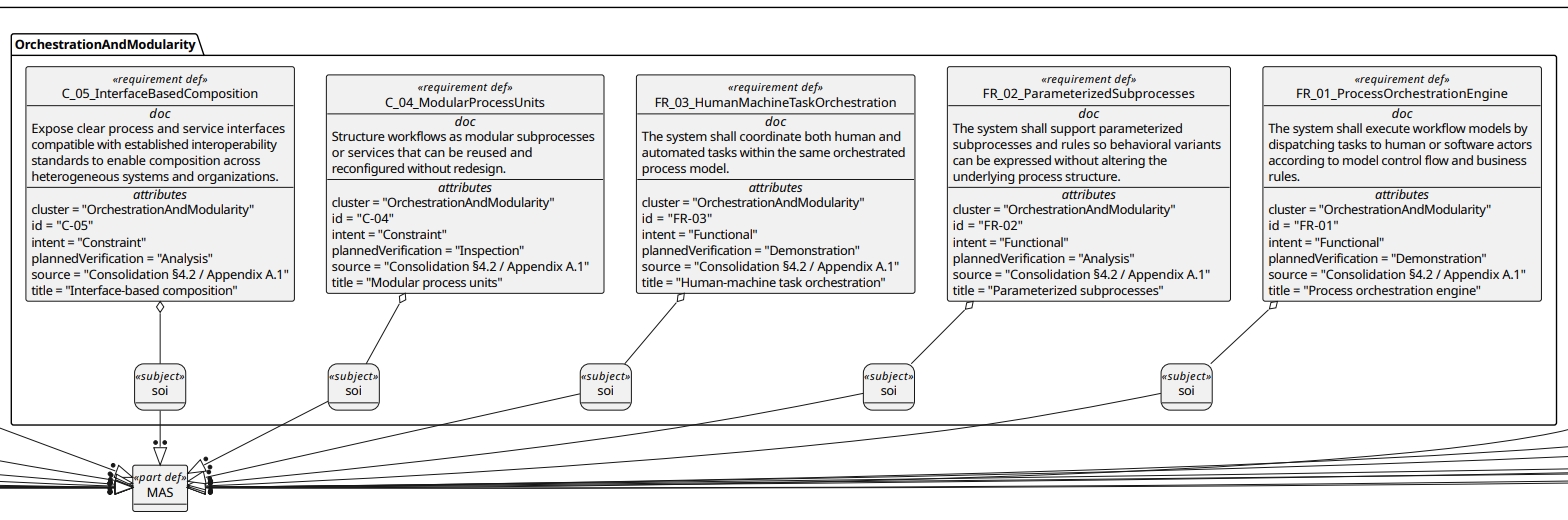 OrchestrationAndModularity
«requirement def»
C_05_InterfaceBasedComposition
doc
Expose clear process and service interfaces
compatible with established interoperability
standards to enable composition across
heterogeneous systems and organizations.
attributes
cluster = "OrchestrationAndModularity"
id = "C-05"
intent = "Constraint"
plannedVerification = "Analysis"
source = "Consolidation §4.2 / Appendix A.1"
title = "Interface-based composition"
«requirement def»
C_04_ModularProcessUnits
doc
Structure workflows as modular subprocesses
or services that can be reused and
reconfigured without redesign.
attributes
cluster = "OrchestrationAndModularity"
id = "C-04"
intent = "Constraint"
plannedVerification = "Inspection"
source = "Consolidation §4.2 / Appendix A.1"
title = "Modular process units"
«requirement def»
FR_03_HumanMachineTaskOrchestration
doc
The system shall coordinate both human and
automated tasks within the same orchestrated
process model.
attributes
cluster = "OrchestrationAndModularity"
id = "FR-03"
intent = "Functional"
plannedVerification = "Demonstration"
source = "Consolidation §4.2 / Appendix A.1"
title = "Human-machine task orchestration"
«requirement def»
FR_02_ParameterizedSubprocesses
doc
The system shall support parameterized
subprocesses and rules so behavioral variants
can be expressed without altering the
underlying process structure.
attributes
cluster = "OrchestrationAndModularity"
id = "FR-02"
intent = "Functional"
plannedVerification = "Analysis"
source = "Consolidation §4.2 / Appendix A.1"
title = "Parameterized subprocesses"
«requirement def»
FR_01_ProcessOrchestrationEngine
doc
The system shall execute workflow models by
dispatching tasks to human or software actors
according to model control flow and business
rules.
attributes
cluster = "OrchestrationAndModularity"
id = "FR-01"
intent = "Functional"
plannedVerification = "Demonstration"
source = "Consolidation §4.2 / Appendix A.1"
title = "Process orchestration engine"
«subject»
soi
«subject»
soi
«subject»
soi
«subject»
soi
«subject»
soi
«part def»
MAS